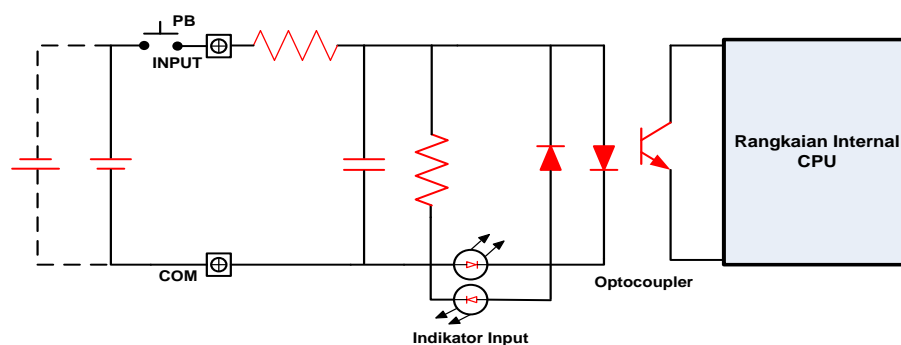 PB
INPUT
Rangkaian Internal
CPU
COM
Optocoupler
Indikator Input